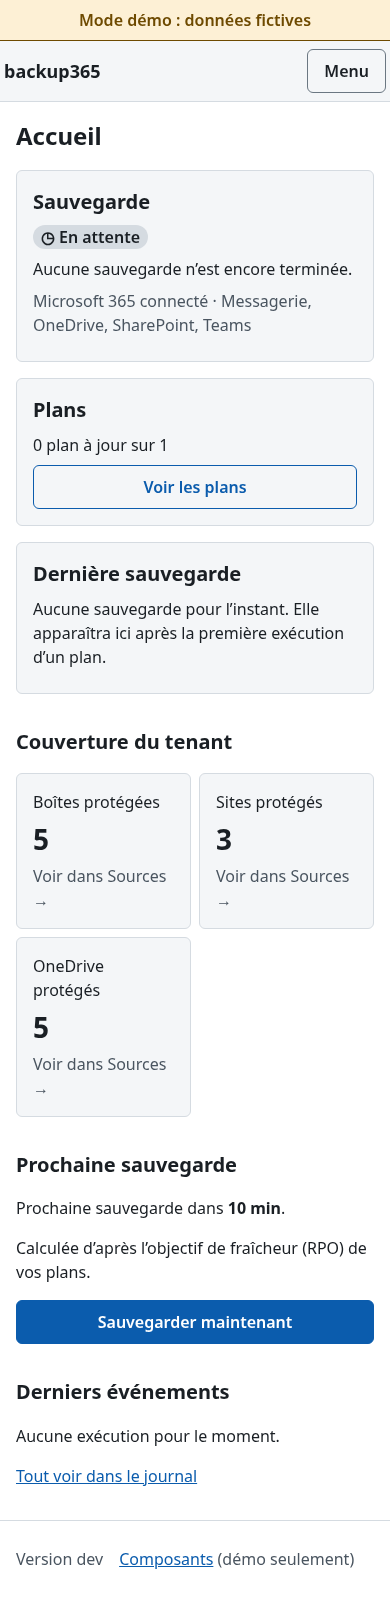 Mode démo : données fictives
backup365
Menu
Accueil
Sauvegarde
En attente
Aucune sauvegarde n’est encore terminée.
Microsoft 365 connecté · Messagerie,
OneDrive, SharePoint, Teams
Plans
0 plan à jour sur 1
Voir les plans
Dernière sauvegarde
Aucune sauvegarde pour l’instant. Elle
apparaîtra ici après la première exécution
d’un plan.
Couverture du tenant
Boîtes protégées
5
Voir dans Sources
→
Sites protégés
3
Voir dans Sources
→
OneDrive
protégés
5
Voir dans Sources
→
Prochaine sauvegarde
Prochaine sauvegarde dans 10 min.
Calculée d’après l’objectif de fraîcheur (RPO) de
vos plans.
Sauvegarder maintenant
Derniers événements
Aucune exécution pour le moment.
Tout voir dans le journal
Version dev Composants (démo seulement)